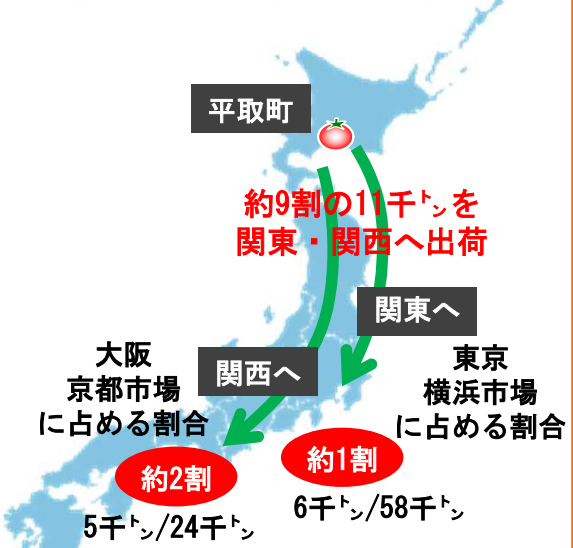 平取町
約9割の11千㌧を
関東・関西へ出荷
関東へ
関西へ
大阪
京都市場
に占める割合
約2割
5千㌧/24千㌧
東京
横浜市場
に占める割合
約1割
6千㌧/58千㌧